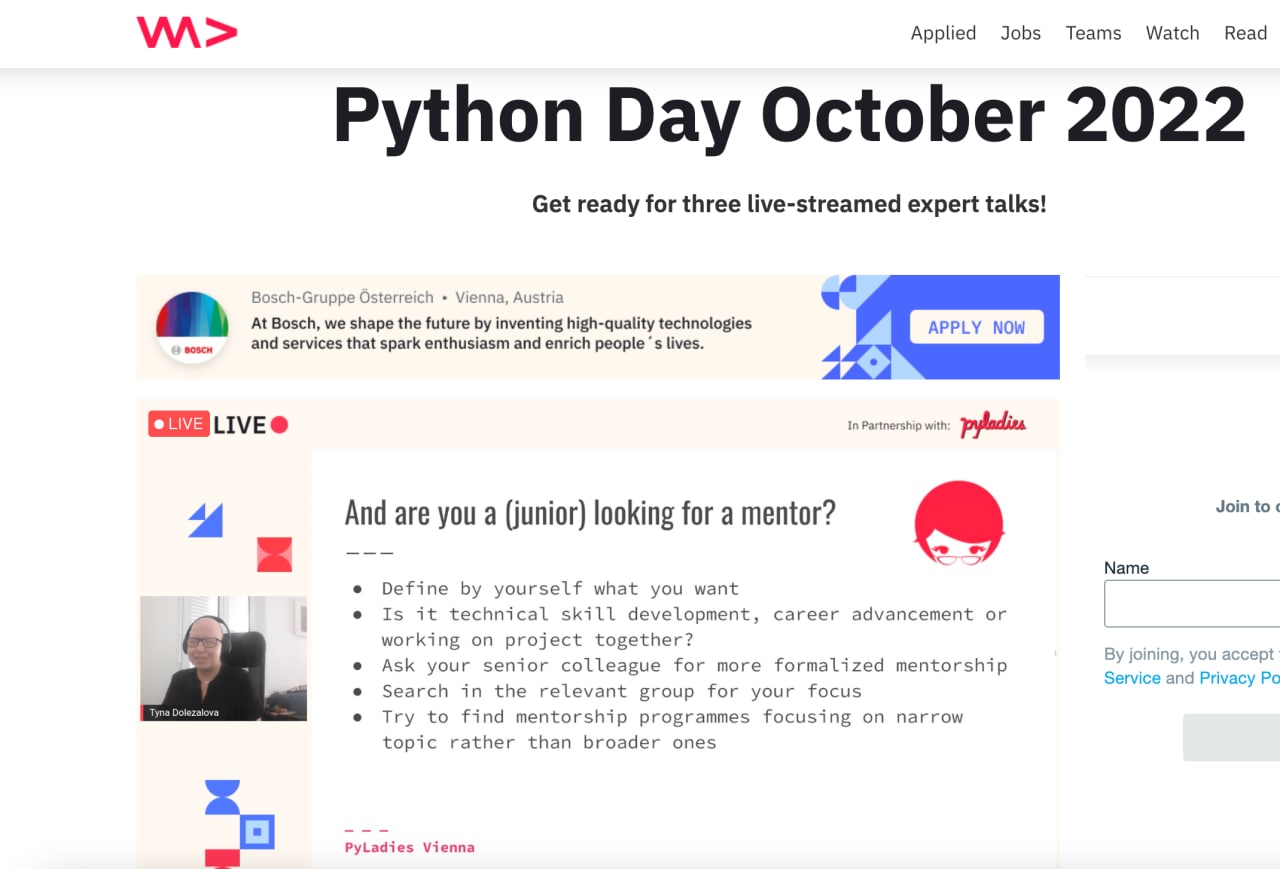 Applied Jobs Teams Watch Read
Python Day October 2022
Get ready for three live-streamed expert talks!
Bosch-Gruppe Österreich • Vienna, Austria
At Bosch, we shape the future by inventing high-quality technologies
and services that spark enthusiasm and enrich people´s lives.
BOSCH
APPLY NOW
LIVE LIVE
In Partnership with: pyladies
And are you a (junior) looking for a mentor?
● Define by yourself what you want
● Is it technical skill development, career advancement or
working on project together?
● Ask your senior colleague for more formalized mentorship
● Search in the relevant group for your focus
● Try to find mentorship programmes focusing on narrow
topic rather than broader ones
Tyna Dolezalova
PyLadies Vienna
Join to
Name
By joining, you accept
Service and Privacy Po